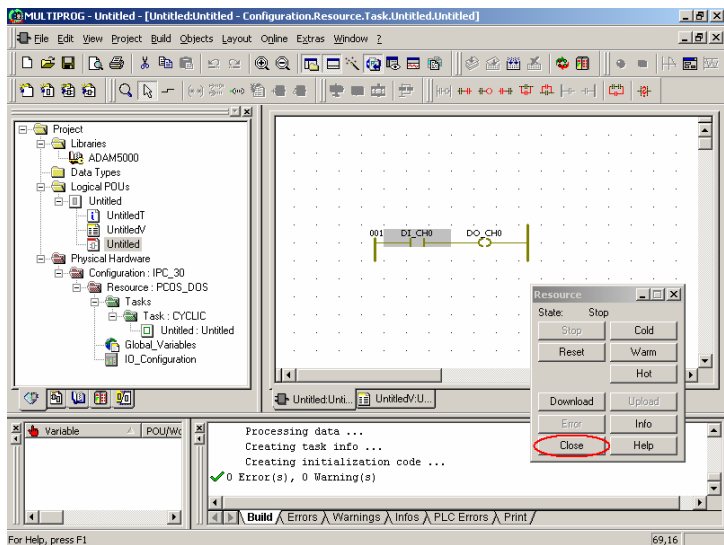 MULTIPROG - Untitled - [Untitled:Untitled - Configuration.Resource.Task.Untitled.Untitled]
File Edit View Project Build Objects Layout Online Extras Window ?
Project
Libraries
ADAM5000
Data Types
Logical POUs
Untitled
UntitledT
UntitledV
Untitled
Physical Hardware
Configuration : IPC_30
Resource : PCOS_DOS
Tasks
Task : CYCLIC
Untitled : Untitled
Global_Variables
IO_Configuration
001 DI_CH0 DO_CH0
Untitled:Unti... UntitledV:U...
Resource
State: Stop
Stop Cold
Reset Warm
Hot
Download Upload
Error Info
Close Help
Variable POU/Wo
Processing data ...
Creating task info ...
Creating initialization code ...
0 Error(s), 0 Warning(s)
Build Errors Warnings Infos PLC Errors Print
For Help, press F1 69,16